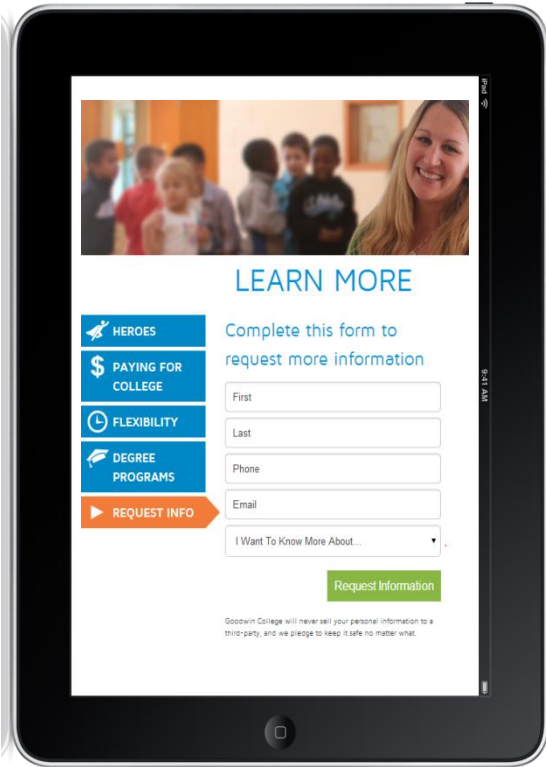 iPad
9:41 AM
LEARN MORE
HEROES
$ PAYING FOR
COLLEGE
FLEXIBILITY
DEGREE
PROGRAMS
REQUEST INFO
Complete this form to
request more information
First
Last
Phone
Email
I Want To Know More About...
.
Request Information
Goodwin College will never sell your personal information to a
third-party, and we pledge to keep it safe no matter what.